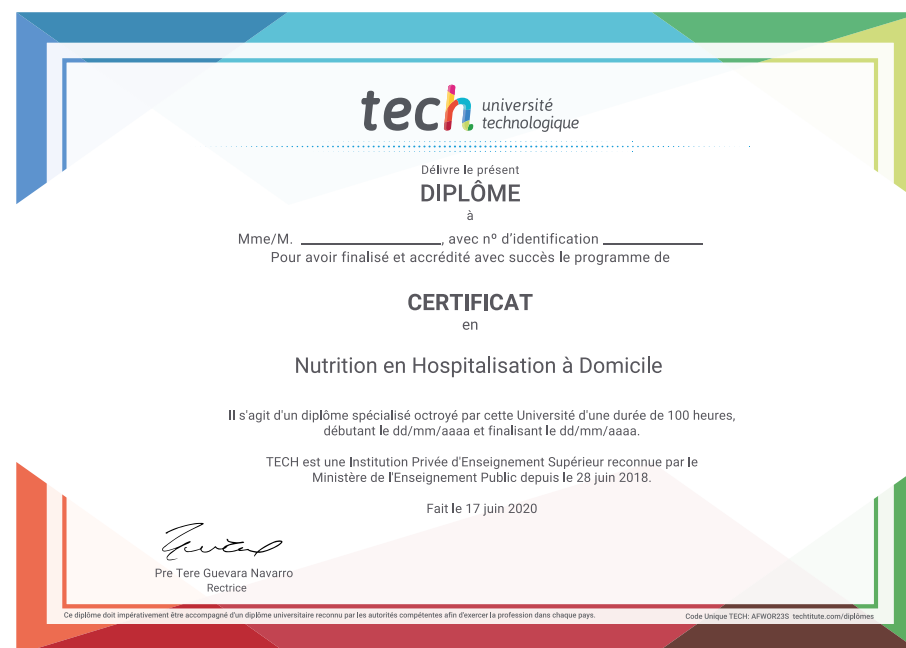 tech université
technologique
Délivre le présent
DIPLÔME
à
Mme/M. ____________________, avec nº d'identification ______________
Pour avoir finalisé et accrédité avec succès le programme de
CERTIFICAT
en
Nutrition en Hospitalisation à Domicile
Il s'agit d'un diplôme spécialisé octroyé par cette Université d'une durée de 100 heures,
débutant le dd/mm/aaaa et finalisant le dd/mm/aaaa.
TECH est une Institution Privée d'Enseignement Supérieur reconnue par le
Ministère de l'Enseignement Public depuis le 28 juin 2018.
Fait le 17 juin 2020
Pre Tere Guevara Navarro
Rectrice
Ce diplôme doit impérativement être accompagné d'un diplôme universitaire reconnu par les autorités compétentes afin d'exercer la profession dans chaque pays.
Code Unique TECH: AFWOR23S techtitute.com/diplômes